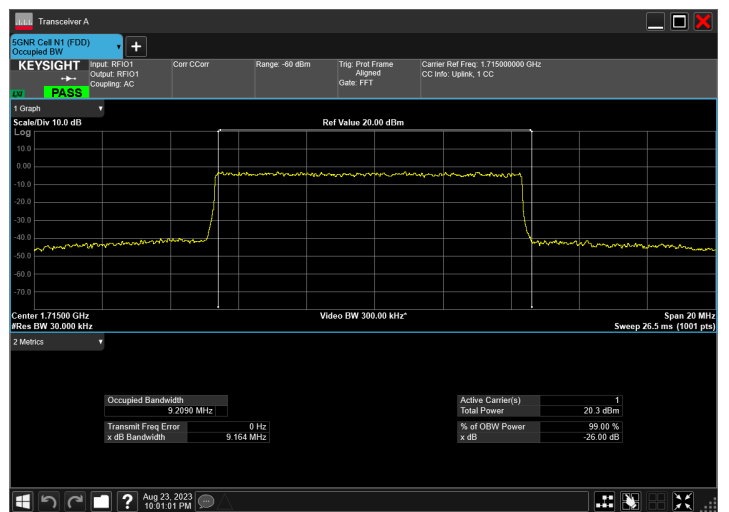 Transceiver A
5GNR Cell N1 (FDD)
Occupied BW
KEYSIGHT
LXI
PASS
Input: RFIO1
Output: RFIO1
Coupling: AC
Corr CCorr
Range: -60 dBm
Trig: Prot Frame
Aligned
Gate: FFT
Carrier Ref Freq: 1.715000000 GHz
CC Info: Uplink, 1 CC
1 Graph
Scale/Div 10.0 dB
Ref Value 20.00 dBm
Log
10.0
0.00
-10.0
-20.0
-30.0
-40.0
-50.0
-60.0
-70.0
Center 1.71500 GHz
Video BW 300.00 kHz*
Span 20 MHz
#Res BW 30.000 kHz
Sweep 26.5 ms (1001 pts)
2 Metrics
Occupied Bandwidth
9.2090 MHz
Transmit Freq Error 0 Hz
x dB Bandwidth 9.164 MHz
Active Carrier(s) 1
Total Power 20.3 dBm
% of OBW Power 99.00 %
x dB -26.00 dB
?
Aug 23, 2023
10:01:01 PM